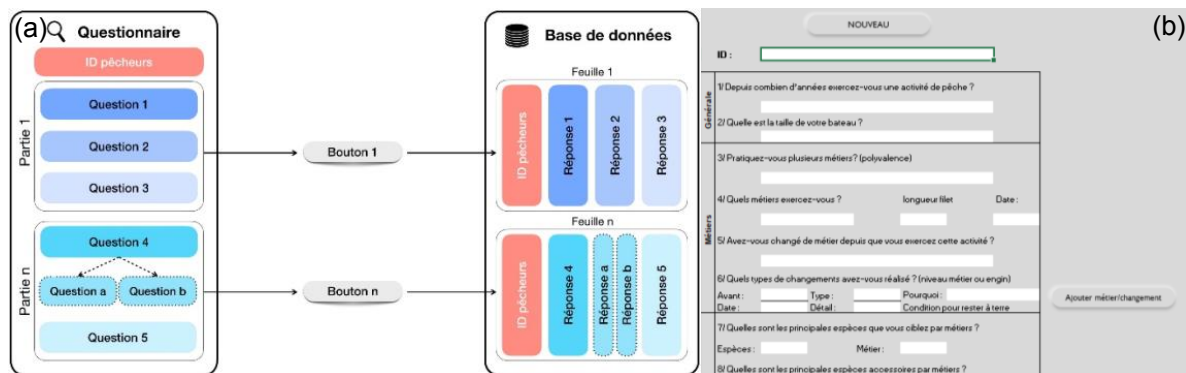 (a)
Questionnaire
ID pêcheurs
Partie 1
Question 1
Question 2
Question 3
Partie n
Question 4
Question a
Question b
Question 5
Bouton 1
Bouton n
Base de données
Feuille 1
ID pêcheurs
Réponse 1
Réponse 2
Réponse 3
Feuille n
ID pêcheurs
Réponse 4
Réponse a
Réponse b
Réponse 5
(b)
NOUVEAU
ID :
Générale
1/ Depuis combien d'années exercez-vous une activité de pêche ?
2/ Quelle est la taille de votre bateau ?
Métiers
3/ Pratiquez-vous plusieurs métiers? (polyvalence)
4/ Quels métiers exercez-vous ? longueur filet Date :
5/ Avez-vous changé de métier depuis que vous exercez cette activité ?
6/ Quels types de changements avez-vous réalisé ? (niveau métier ou engin)
Avant : Type : Pourquoi :
Date : Détail : Condition pour rester à terre
Ajouter métier/changement
7/ Quelles sont les principales espèces que vous ciblez par métiers ?
Espèces : Métier :
8/ Quelles sont les principales espèces accessoires par métiers ?